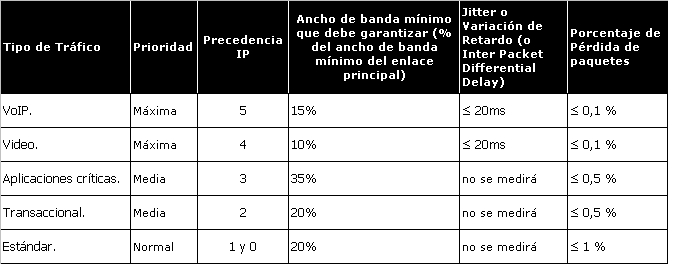 Tipo de Tráfico
Prioridad
Precedencia
IP
Ancho de banda mínimo
que debe garantizar (%
del ancho de banda
mínimo del enlace
principal)
Jitter o
Variación de
Retardo (o
Inter Packet
Differential
Delay)
Porcentaje de
Pérdida de
paquetes
VoIP. Máxima 5 15% ≤ 20ms ≤ 0,1 %
Video. Máxima 4 10% ≤ 20ms ≤ 0,1 %
Aplicaciones críticas. Media 3 35% no se medirá ≤ 0,5 %
Transaccional. Media 2 20% no se medirá ≤ 0,5 %
Estándar. Normal 1 y 0 20% no se medirá ≤ 1 %